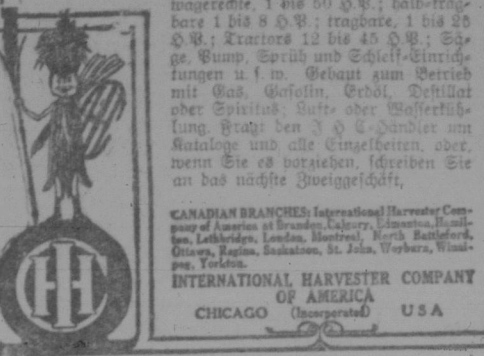 wagerechte, 1 bis 50 H.P.; halb-trag-
bare 1 bis 8 H.P.; tragbare, 1 bis 25
H.P.; Tractors 12 bis 45 H.P.; Sä-
ge, Pump, Sprüh und Schleif-Einrich-
tungen u. s. w. Gebaut zum Betrieb
mit Gas, Gasolin, Erdöl, Destillat
oder Spiritus; Luft- oder Wasserküh-
lung. Fragt den I H C-Händler um
Kataloge und alle Einzelheiten, oder,
wenn Sie es vorziehen, schreiben Sie
an das nächste Zweiggeschäft,
CANADIAN BRANCHES: International Harvester Com-
pany of America at Brandon, Calgary, Edmonton, Hamil-
ton, Lethbridge, London, Montreal, North Battleford,
Ottawa, Regina, Saskatoon, St. John, Weyburn, Winni-
peg, Yorkton.
INTERNATIONAL HARVESTER COMPANY
OF AMERICA
CHICAGO (Incorporated) U S A
IHC